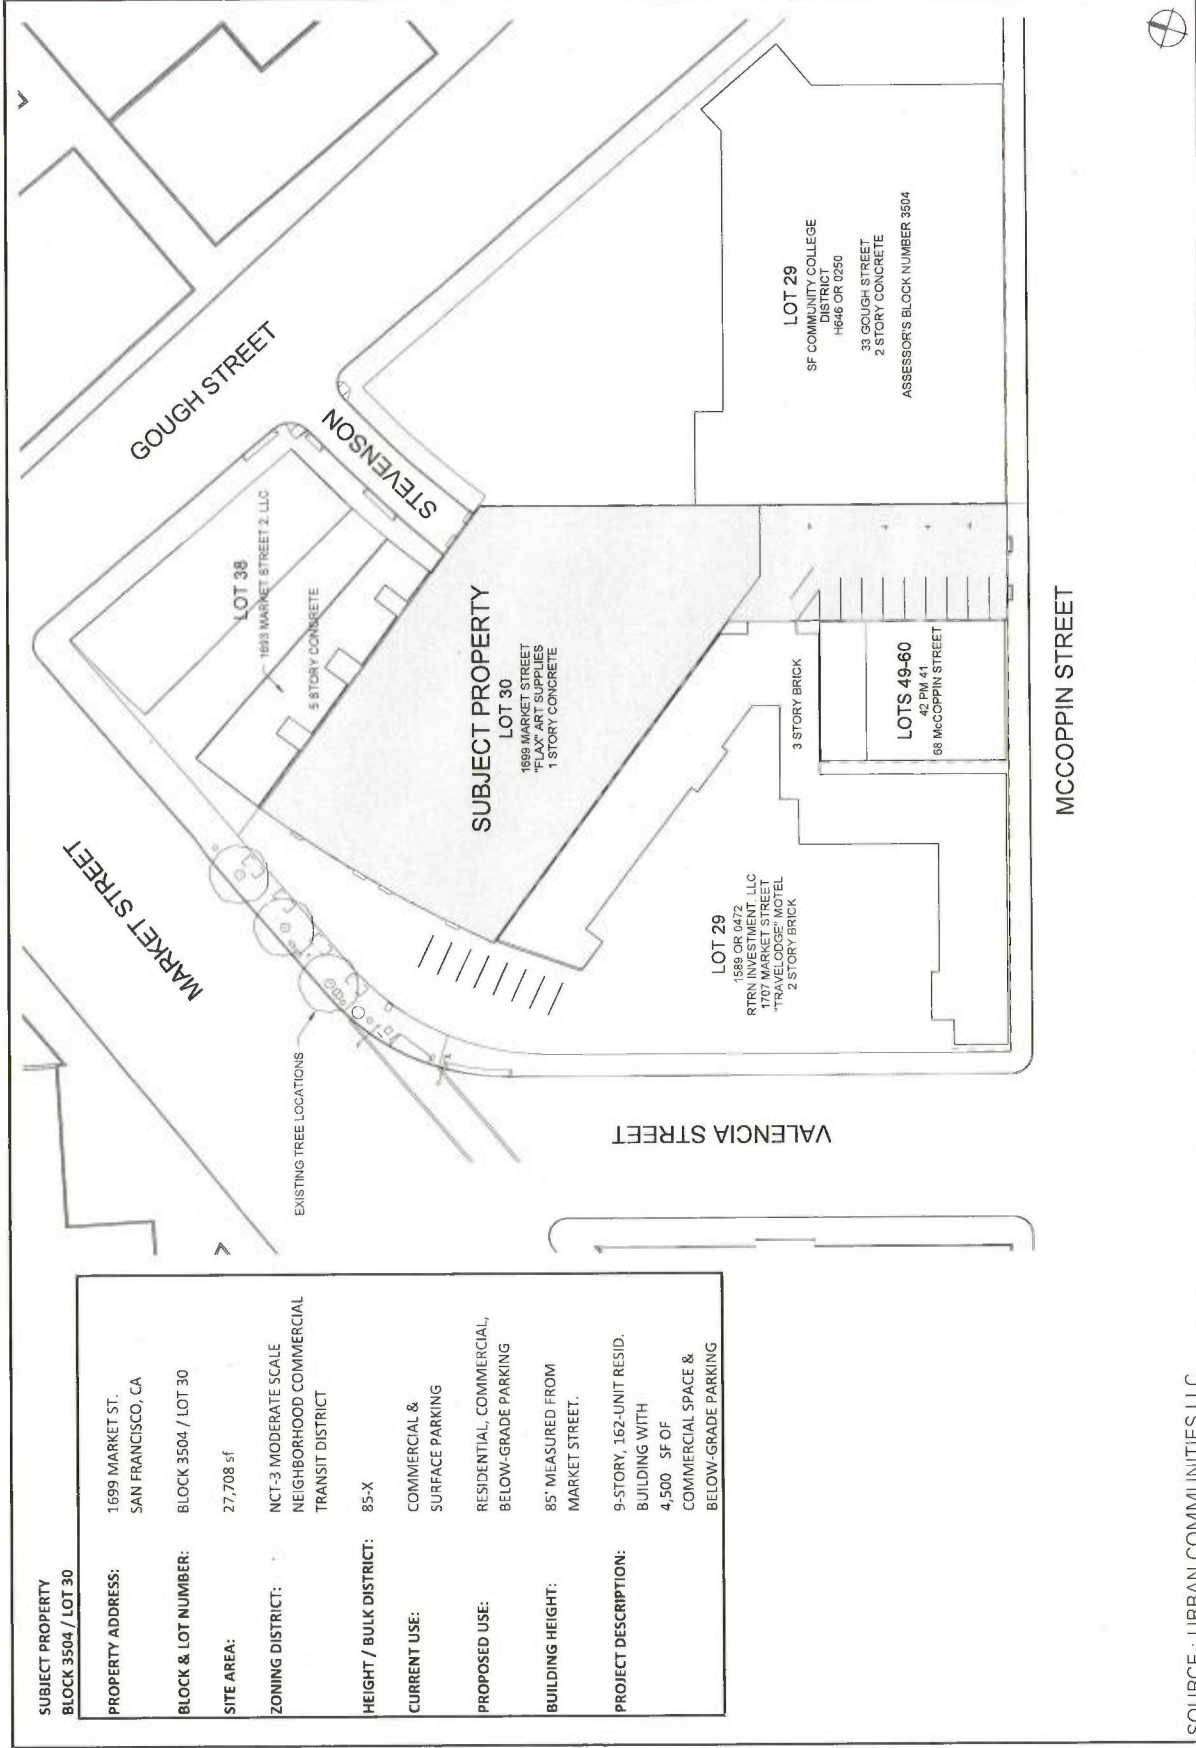 SUBJECT PROPERTY
BLOCK 3504 / LOT 30
PROPERTY ADDRESS: 1699 MARKET ST.
SAN FRANCISCO, CA
BLOCK & LOT NUMBER: BLOCK 3504 / LOT 30
SITE AREA: 27,708 sf
ZONING DISTRICT: NCT-3 MODERATE SCALE
NEIGHBORHOOD COMMERCIAL
TRANSIT DISTRICT
HEIGHT / BULK DISTRICT: 85-X
CURRENT USE: COMMERCIAL &
SURFACE PARKING
PROPOSED USE: RESIDENTIAL, COMMERCIAL,
BELOW-GRADE PARKING
BUILDING HEIGHT: 85' MEASURED FROM
MARKET STREET.
PROJECT DESCRIPTION: 9-STORY, 162-UNIT RESID.
BUILDING WITH
4,500 SF OF
COMMERCIAL SPACE &
BELOW-GRADE PARKING
MARKET STREET
GOUGH STREET
STEVENSON
LOT 38
1693 MARKET STREET 2, LLC
5 STORY CONCRETE
EXISTING TREE LOCATIONS
SUBJECT PROPERTY
LOT 30
1699 MARKET STREET
"FLAX" ART SUPPLIES
1 STORY CONCRETE
LOT 29
SF COMMUNITY COLLEGE
DISTRICT
H646 OR 0250
33 GOUGH STREET
2 STORY CONCRETE
ASSESSOR'S BLOCK NUMBER 3504
LOT 29
1589 OR 0472
RTRN INVESTMENT, LLC
1707 MARKET STREET
"TRAVELODGE" MOTEL
2 STORY BRICK
3 STORY BRICK
LOTS 49-60
42 PM 41
68 McCOPPIN STREET
VALENCIA STREET
MCCOPPIN STREET
SOURCE : URBAN COMMUNITIES LLC